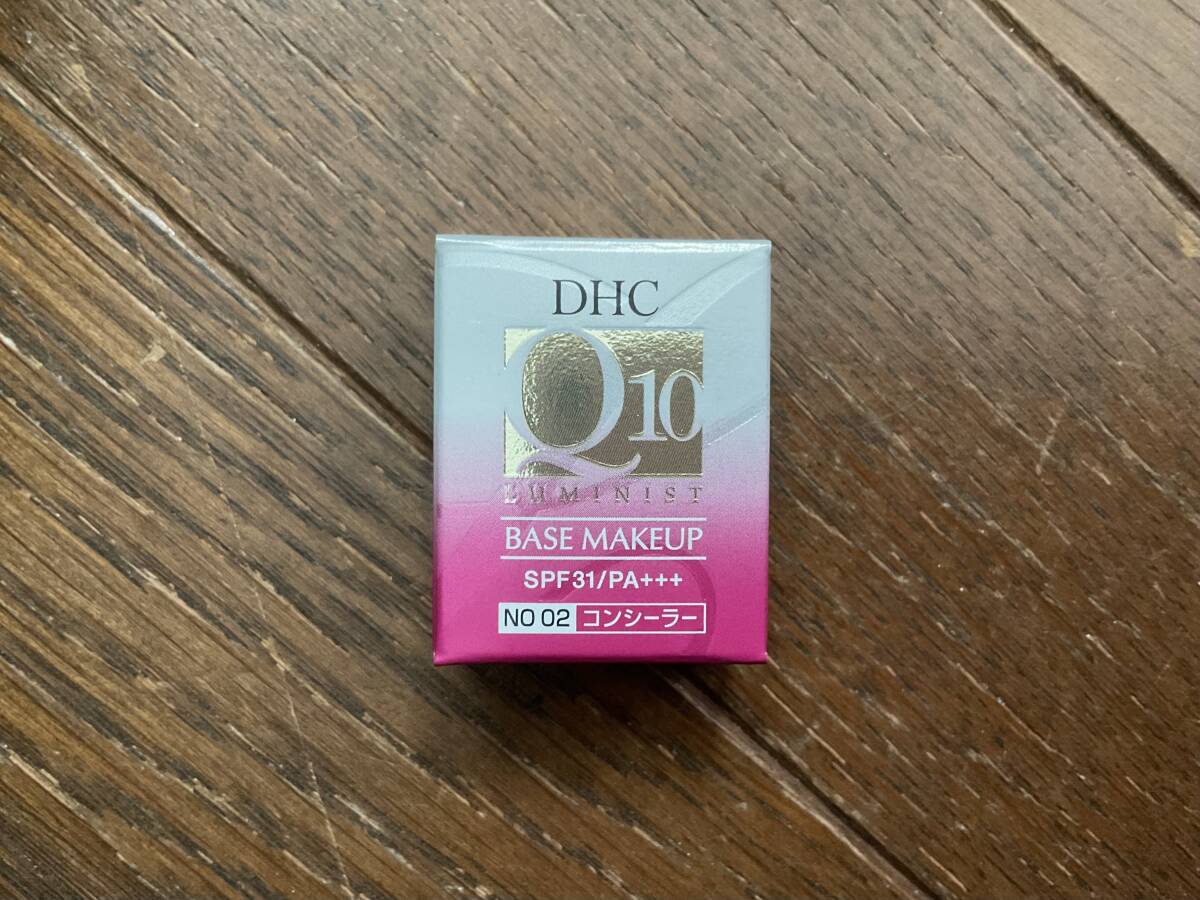 DHC
Q10
LUMINIST
BASE MAKEUP
SPF31/PA+++
NO 02 コンシーラー